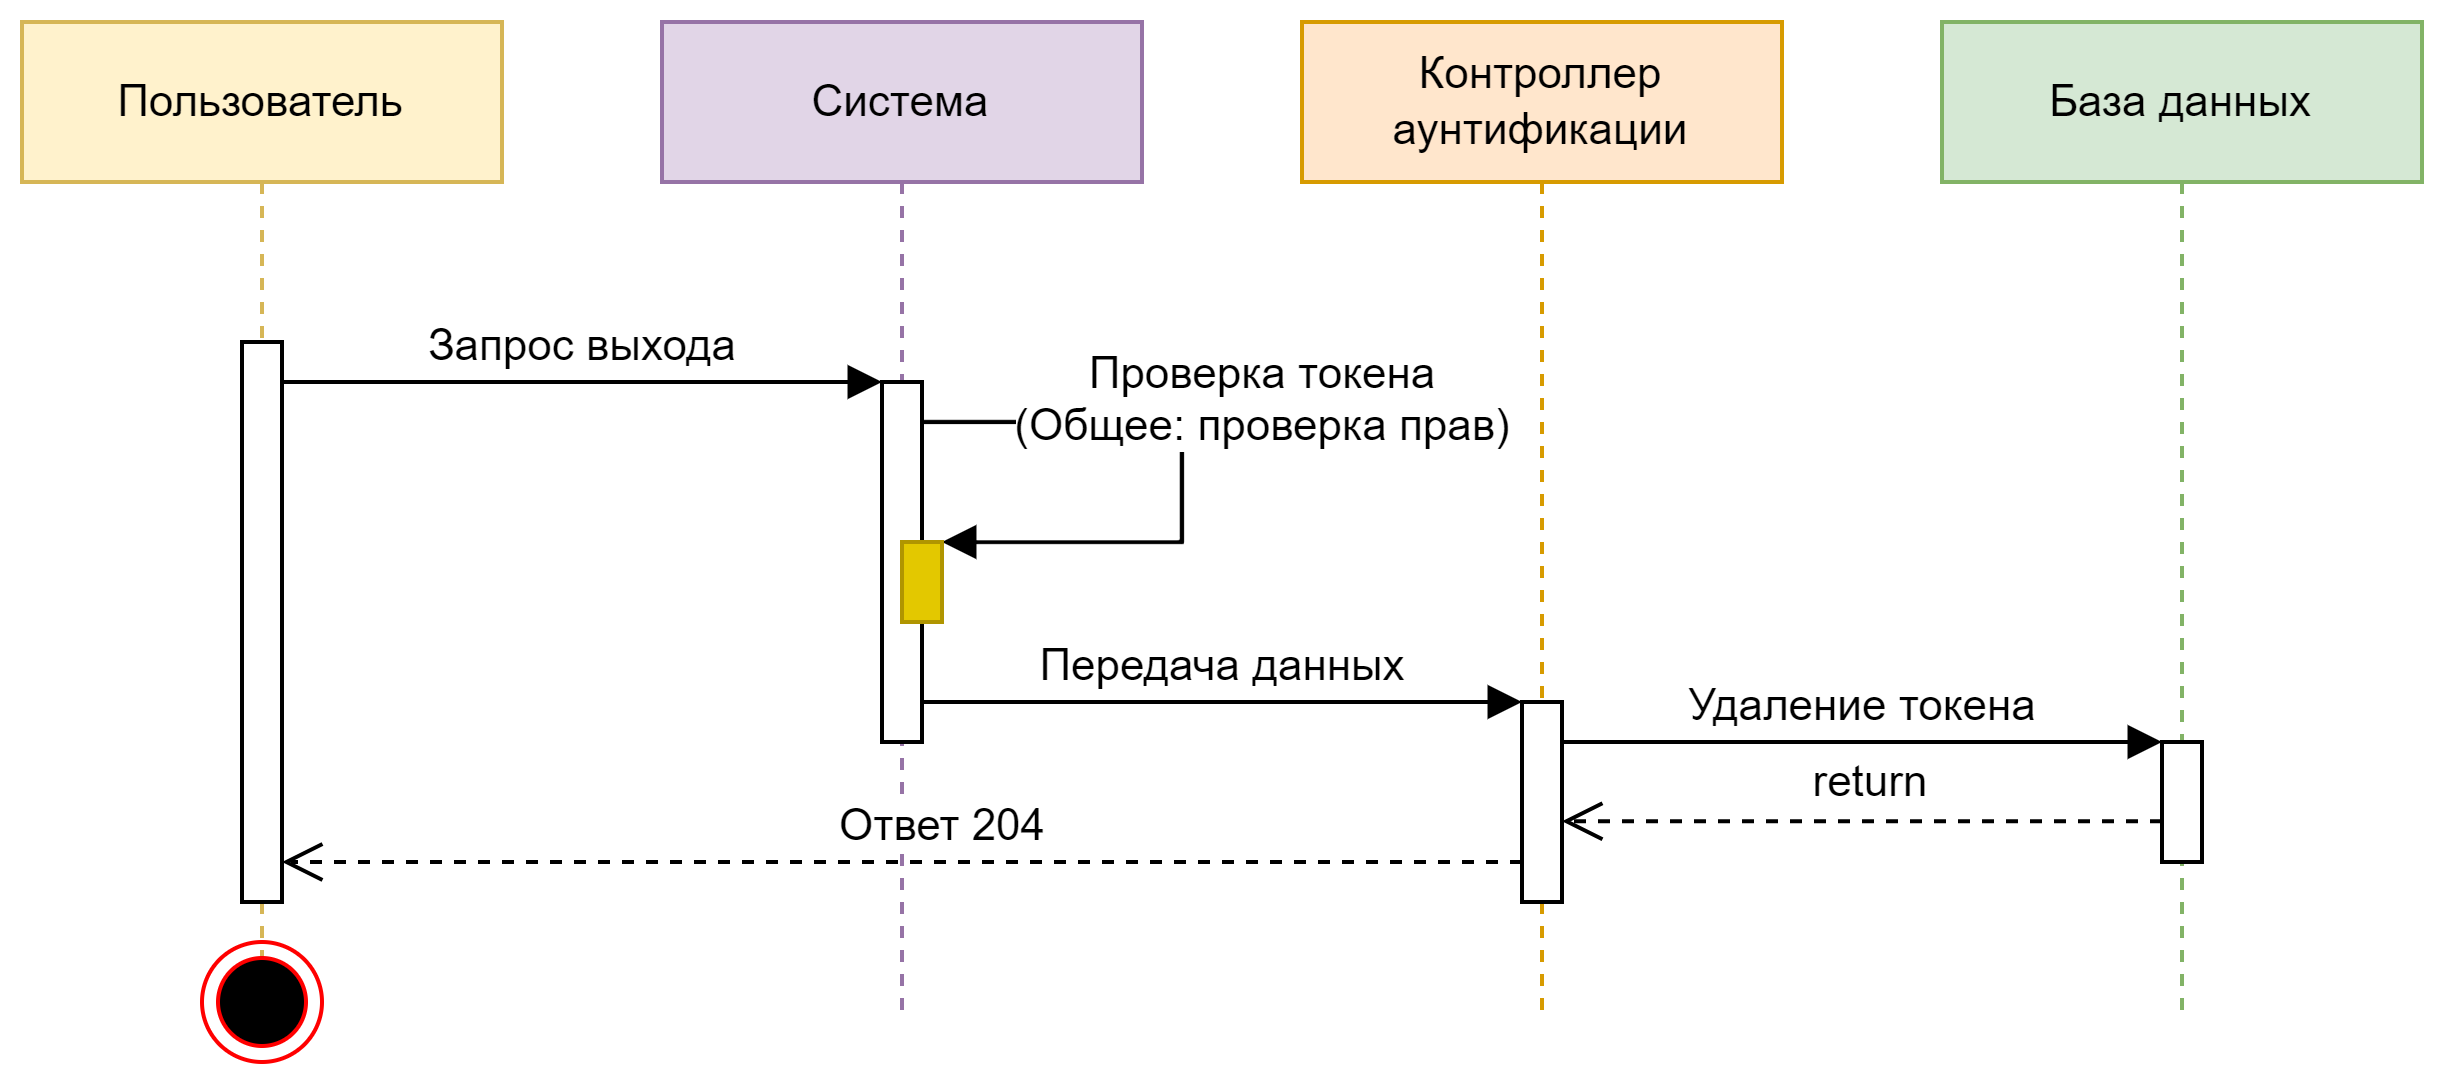 Пользователь
Система
Контроллер
аунтификации
База данных
Запрос выхода
Проверка токена
(Общее: проверка прав)
Передача данных
Удаление токена
return
Ответ 204